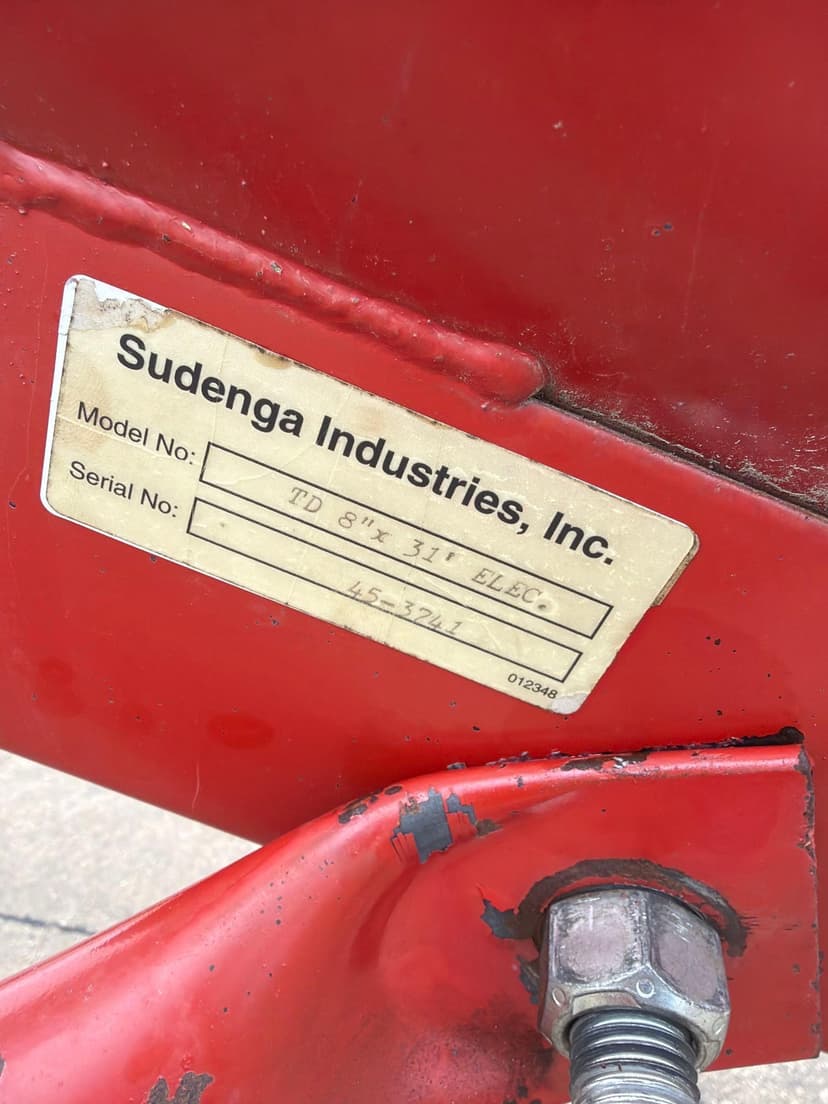 Sudenga Industries, Inc.
Model No: TD 8"x 31' ELEC.
Serial No: 45-3741
012348